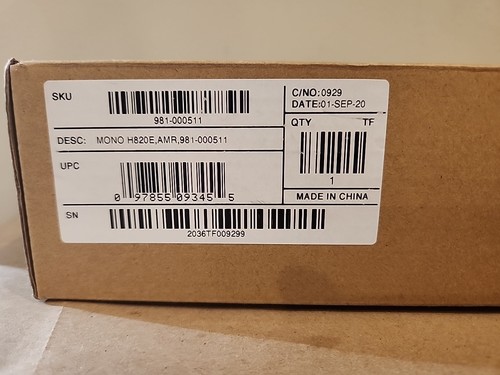 SKU
981-000511
C/NO:0929
DATE:01-SEP-20
DESC: MONO H820E,AMR,981-000511
QTY TF
1
UPC
0 97855 09345 5
MADE IN CHINA
SN
2036TF009299